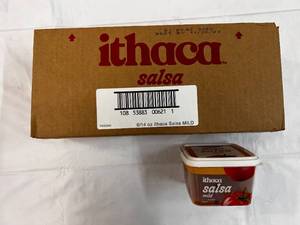 ithaca
salsa
108 53883 00621 1
6/14 oz Ithaca Salsa MILD
ithaca
salsa
mild